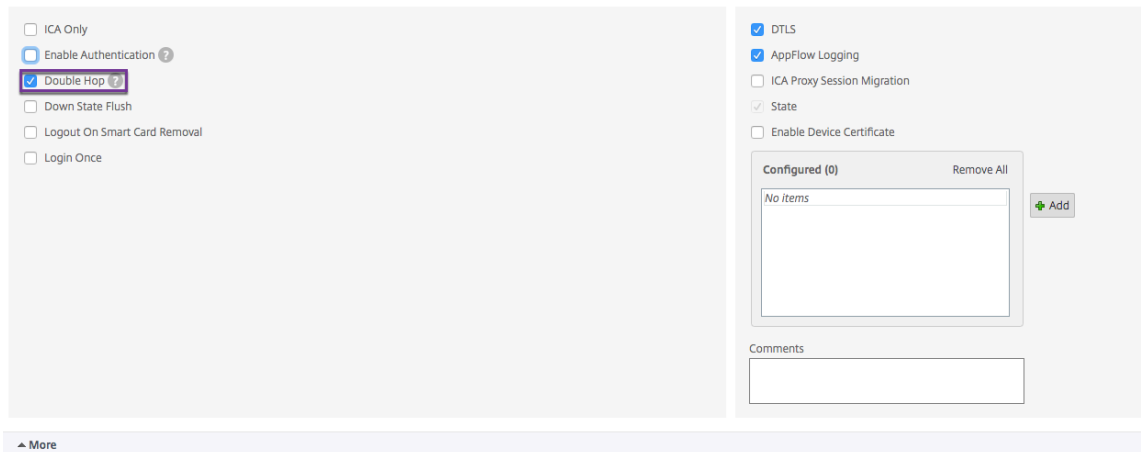 ICA Only
Enable Authentication ?
Double Hop ?
Down State Flush
Logout On Smart Card Removal
Login Once
DTLS
AppFlow Logging
ICA Proxy Session Migration
State
Enable Device Certificate
Configured (0) Remove All
No items
Add
Comments
More